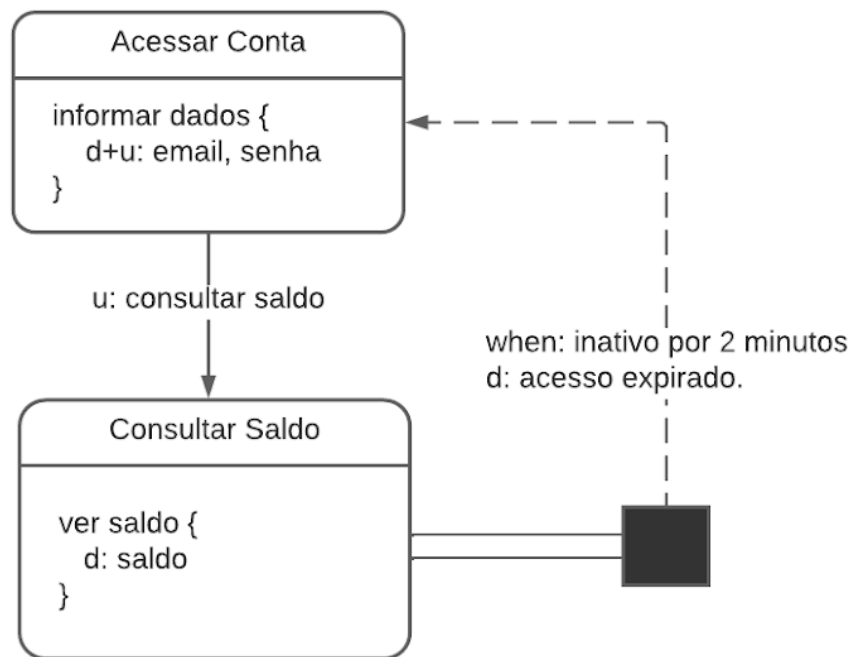 Acessar Conta
informar dados {
d+u: email, senha
}
u: consultar saldo
when: inativo por 2 minutos
d: acesso expirado.
Consultar Saldo
ver saldo {
d: saldo
}